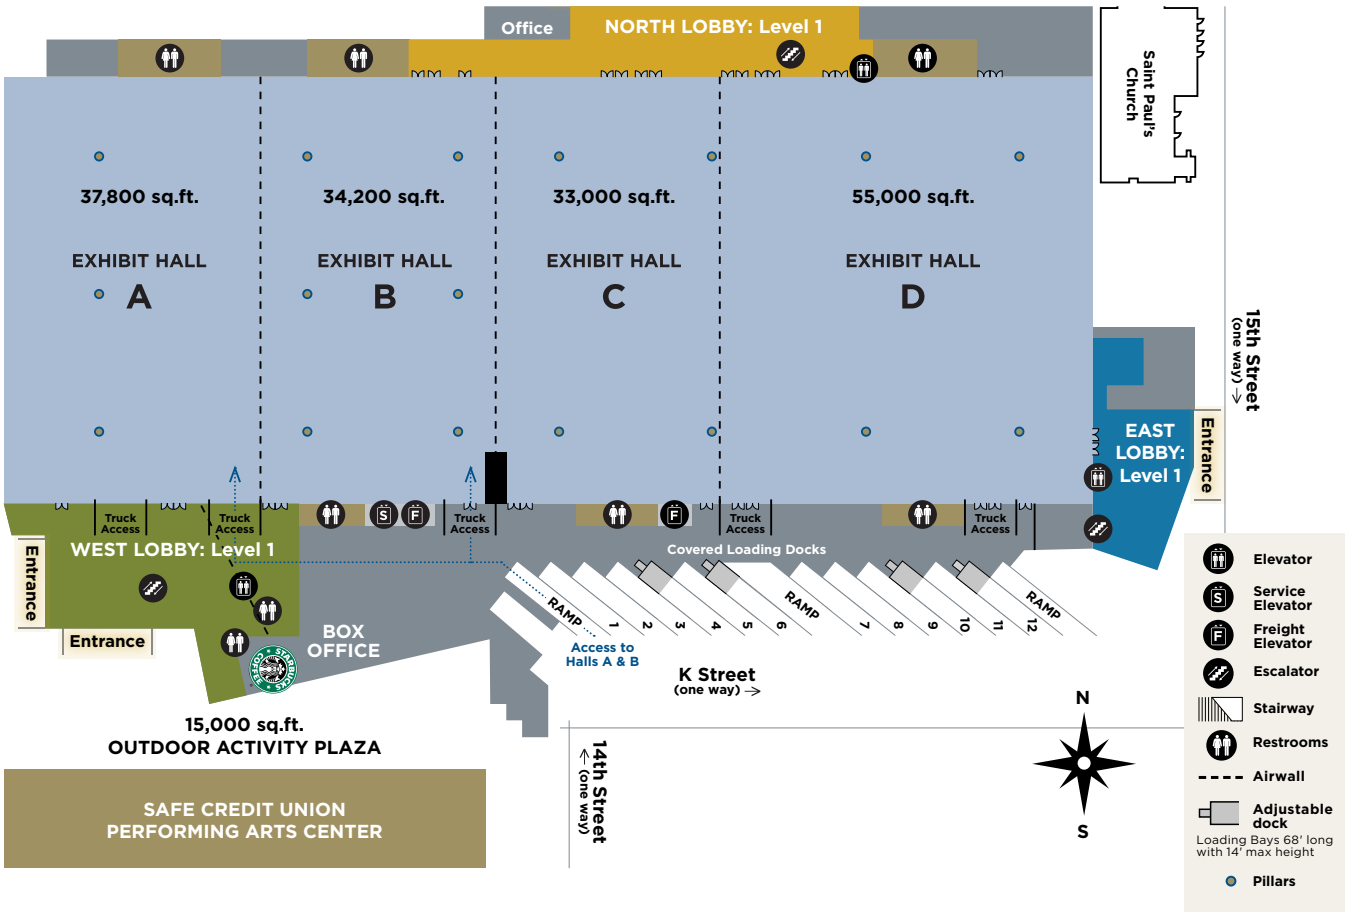 Office
NORTH LOBBY: Level 1
Saint Paul's
Church
37,800 sq.ft.
34,200 sq.ft.
33,000 sq.ft.
55,000 sq.ft.
EXHIBIT HALL
A
EXHIBIT HALL
B
EXHIBIT HALL
C
EXHIBIT HALL
D
15th Street
(one way) →
EAST
LOBBY:
Level 1
Entrance
Truck
Access
Truck
Access
S
F
Truck
Access
F
Truck
Access
Truck
Access
WEST LOBBY: Level 1
Covered Loading Docks
Entrance
Entrance
BOX
OFFICE
STARBUCKS
COFFEE
RAMP
1
2
3
4
5
6
RAMP
7
8
9
10
11
12
RAMP
Access to
Halls A & B
K Street
(one way) →
15,000 sq.ft.
OUTDOOR ACTIVITY PLAZA
SAFE CREDIT UNION
PERFORMING ARTS CENTER
14th Street
← (one way)
N
S
Elevator
S
Service
Elevator
F
Freight
Elevator
Escalator
Stairway
Restrooms
Airwall
Adjustable
dock
Loading Bays 68' long
with 14' max height
Pillars